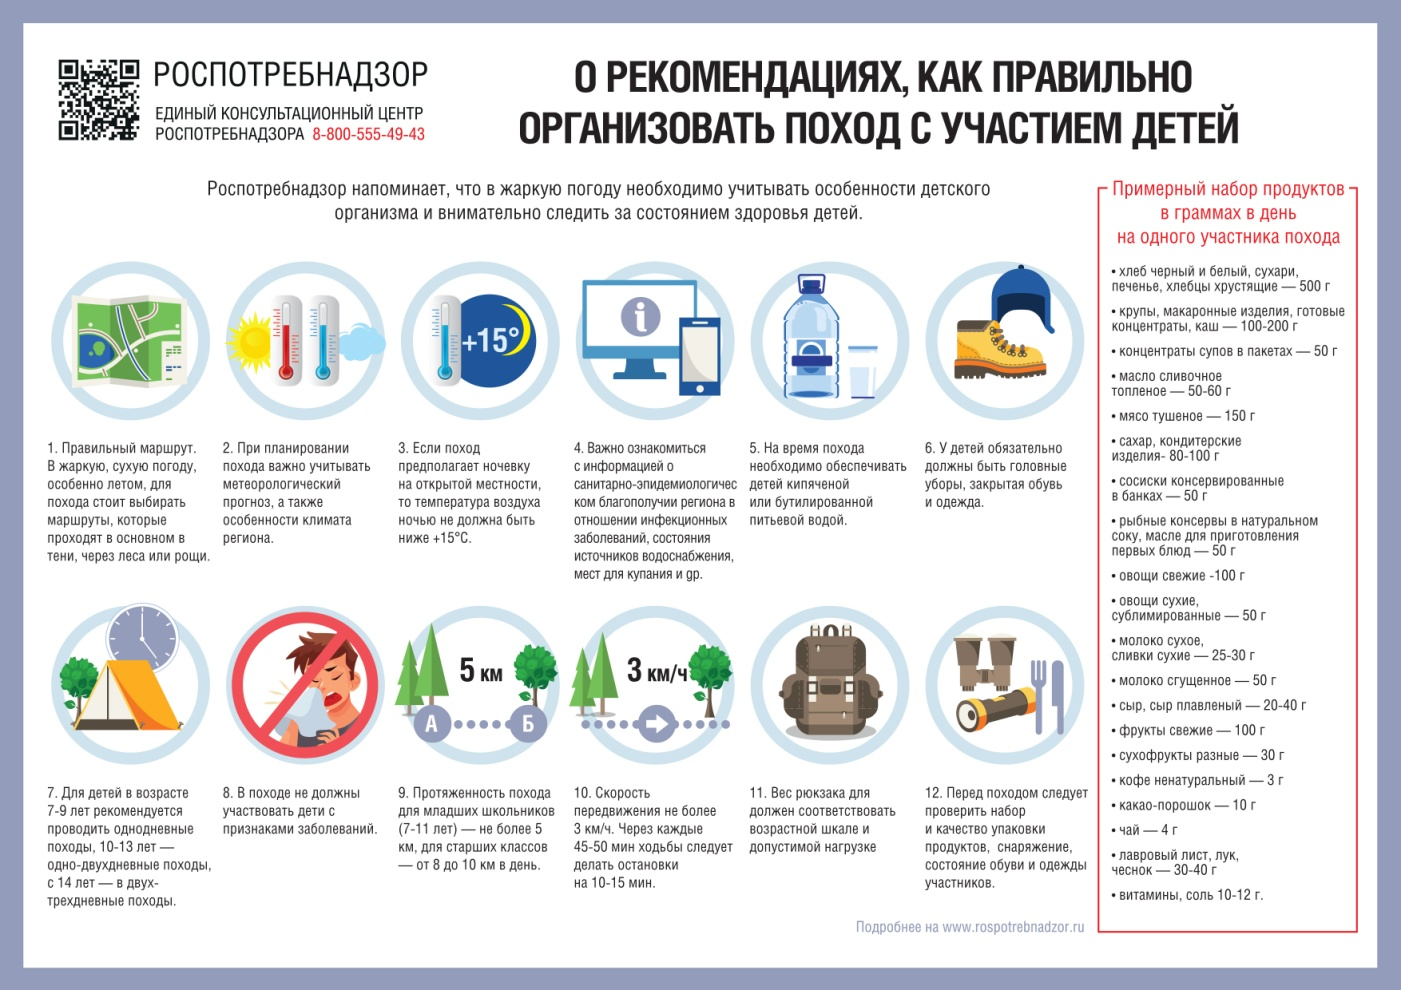 РОСПОТРЕБНАДЗОР
ЕДИНЫЙ КОНСУЛЬТАЦИОННЫЙ ЦЕНТР
РОСПОТРЕБНАДЗОРА 8-800-555-49-43
О РЕКОМЕНДАЦИЯХ, КАК ПРАВИЛЬНО
ОРГАНИЗОВАТЬ ПОХОД С УЧАСТИЕМ ДЕТЕЙ
Роспотребнадзор напоминает, что в жаркую погоду необходимо учитывать особенности детского
организма и внимательно следить за состоянием здоровья детей.
+15°
i
1. Правильный маршрут.
В жаркую, сухую погоду,
особенно летом, для
похода стоит выбирать
маршруты, которые
проходят в основном в
тени, через леса или рощи.
2. При планировании
похода важно учитывать
метеорологический
прогноз, а также
особенности климата
региона.
3. Если поход
предполагает ночевку
на открытой местности,
то температура воздуха
ночью не должна быть
ниже +15°С.
4. Важно ознакомиться
с информацией о
санитарно-эпидемиологичес
ком благополучии региона в
отношении инфекционных
заболеваний, состояния
источников водоснабжения,
мест для купания и gp.
5. На время похода
необходимо обеспечивать
детей кипяченой
или бутилированной
питьевой водой.
6. У детей обязательно
должны быть головные
уборы, закрытая обувь
и одежда.
5 км
А
Б
3 км/ч
7. Для детей в возрасте
7-9 лет рекомендуется
проводить однодневные
походы, 10-13 лет —
одно-двухдневные походы,
с 14 лет — в двух-
трехдневные походы.
8. В походе не должны
участвовать дети с
признаками заболеваний.
9. Протяженность похода
для младших школьников
(7-11 лет) — не более 5
км, для старших классов
— от 8 до 10 км в день.
10. Скорость
передвижения не более
3 км/ч. Через каждые
45-50 мин ходьбы следует
делать остановки
на 10-15 мин.
11. Вес рюкзака для
должен соответствовать
возрастной шкале и
допустимой нагрузке
12. Перед походом следует
проверить набор
и качество упаковки
продуктов, снаряжение,
состояние обуви и одежды
участников.
Подробнее на www.rospotrebnadzor.ru
Примерный набор продуктов
в граммах в день
на одного участника похода
• хлеб черный и белый, сухари,
печенье, хлебцы хрустящие — 500 г
• крупы, макаронные изделия, готовые
концентраты, каш — 100-200 г
• концентраты супов в пакетах — 50 г
• масло сливочное
топленое — 50-60 г
• мясо тушеное — 150 г
• сахар, кондитерские
изделия- 80-100 г
• сосиски консервированные
в банках — 50 г
• рыбные консервы в натуральном
соку, масле для приготовления
первых блюд — 50 г
• овощи свежие -100 г
• овощи сухие,
сублимированные — 50 г
• молоко сухое,
сливки сухие — 25-30 г
• молоко сгущенное — 50 г
• сыр, сыр плавленый — 20-40 г
• фрукты свежие — 100 г
• сухофрукты разные — 30 г
• кофе ненатуральный — 3 г
• какао-порошок — 10 г
• чай — 4 г
• лавровый лист, лук,
чеснок — 30-40 г
• витамины, соль 10-12 г.